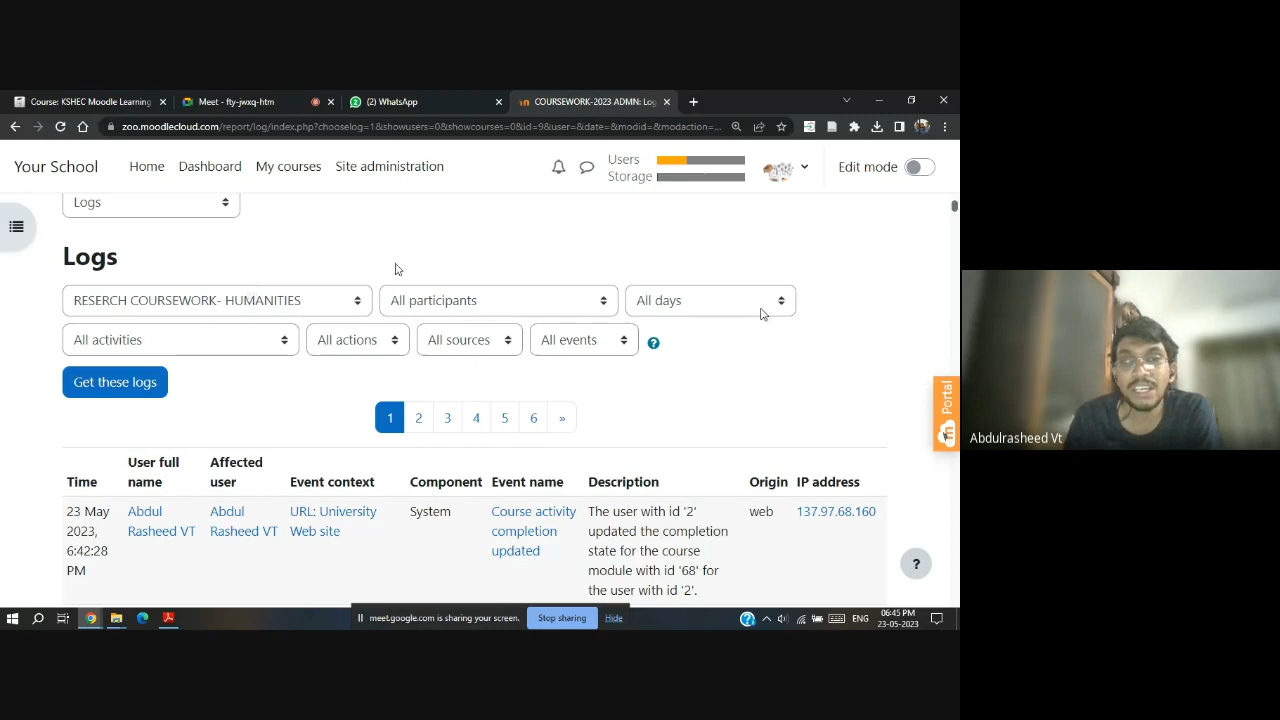 Course: KSHEC Moodle Learning
Meet - fty-jwxq-htm
(2) WhatsApp
COURSEWORK-2023 ADMN: Log
zoo.moodlecloud.com/report/log/index.php?chooselog=1&showusers=0&showcourses=0&id=9&user=&date=&modid=&modaction=...
Your School
Home
Dashboard
My courses
Site administration
Users
Storage
Edit mode
Logs
Logs
RESERCH COURSEWORK- HUMANITIES
All participants
All days
All activities
All actions
All sources
All events
?
Get these logs
1 2 3 4 5 6 »
Portal
Time
User full name
Affected user
Event context
Component
Event name
Description
Origin
IP address
23 May
2023,
6:42:28
PM
Abdul
Rasheed VT
Abdul
Rasheed VT
URL: University
Web site
System
Course activity
completion
updated
The user with id '2'
updated the completion
state for the course
module with id '68' for
the user with id '2'.
web
137.97.68.160
?
meet.google.com is sharing your screen.
Stop sharing
Hide
ENG
06:45 PM
23-05-2023
Abdulrasheed Vt